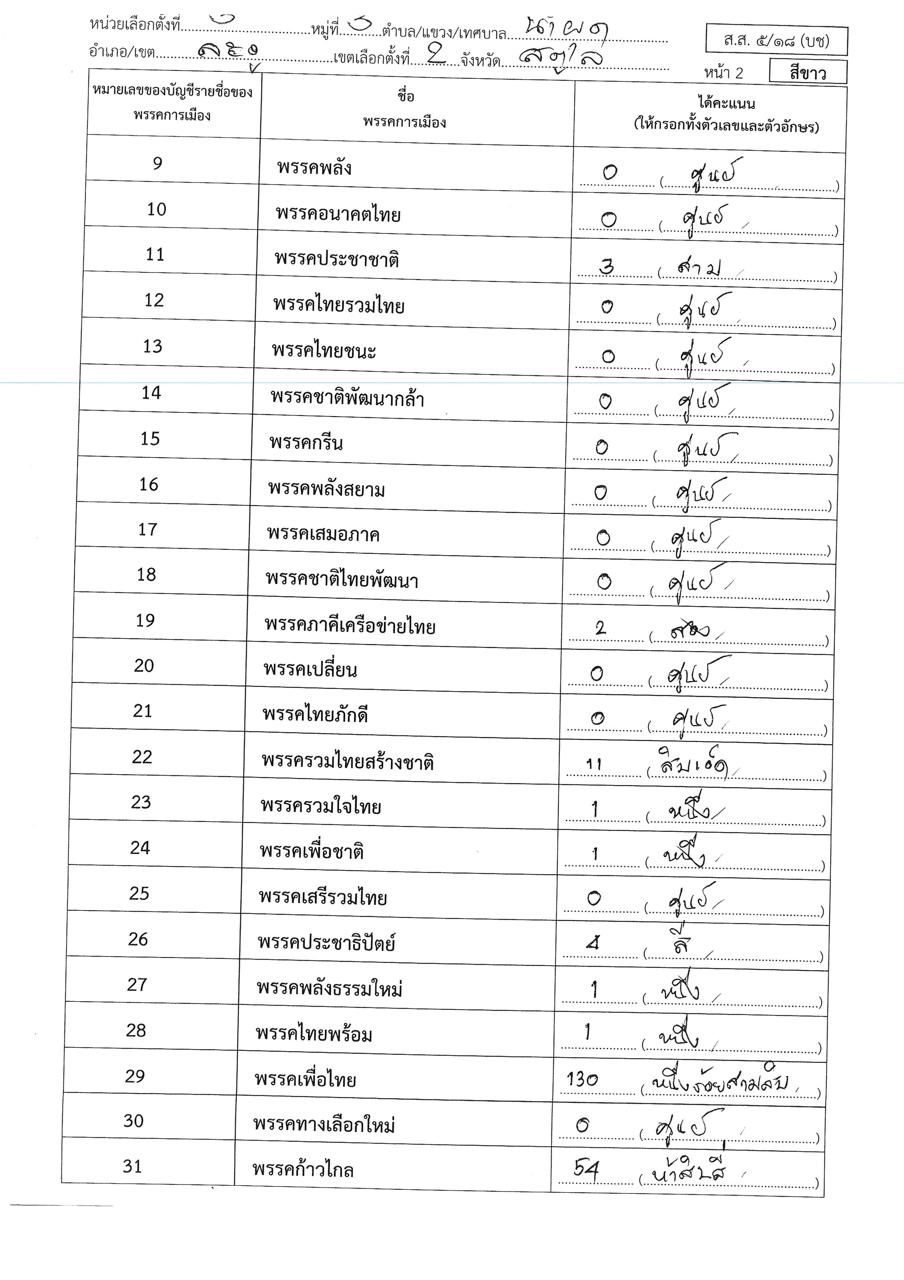 หน่วยเลือกตั้งที่ 3 หมู่ที่ 3 ตำบล/แขวง/เทศบาล น้ำผุด
ส.ส. ๕/๑๘ (บช)
อำเภอ/เขต ละงู เขตเลือกตั้งที่ 2 จังหวัด สตูล
หน้า 2 สีขาว
หมายเลขของบัญชีรายชื่อของพรรคการเมือง ชื่อพรรคการเมือง ได้คะแนน (ให้กรอกทั้งตัวเลขและตัวอักษร)
9 พรรคพลัง 0 (ศูนย์)
10 พรรคอนาคตไทย 0 (ศูนย์)
11 พรรคประชาชาติ 3 (สาม)
12 พรรคไทยรวมไทย 0 (ศูนย์)
13 พรรคไทยชนะ 0 (ศูนย์)
14 พรรคชาติพัฒนากล้า 0 (ศูนย์)
15 พรรคกรีน 0 (ศูนย์)
16 พรรคพลังสยาม 0 (ศูนย์)
17 พรรคเสมอภาค 0 (ศูนย์)
18 พรรคชาติไทยพัฒนา 0 (ศูนย์)
19 พรรคภาคีเครือข่ายไทย 2 (สอง)
20 พรรคเปลี่ยน 0 (ศูนย์)
21 พรรคไทยภักดี 0 (ศูนย์)
22 พรรครวมไทยสร้างชาติ 11 (สิบเอ็ด)
23 พรรครวมใจไทย 1 (หนึ่ง)
24 พรรคเพื่อชาติ 1 (หนึ่ง)
25 พรรคเสรีรวมไทย 0 (ศูนย์)
26 พรรคประชาธิปัตย์ 4 (สี่)
27 พรรคพลังธรรมใหม่ 1 (หนึ่ง)
28 พรรคไทยพร้อม 1 (หนึ่ง)
29 พรรคเพื่อไทย 130 (หนึ่งร้อยสามสิบ)
30 พรรคทางเลือกใหม่ 0 (ศูนย์)
31 พรรคก้าวไกล 54 (ห้าสิบสี่)